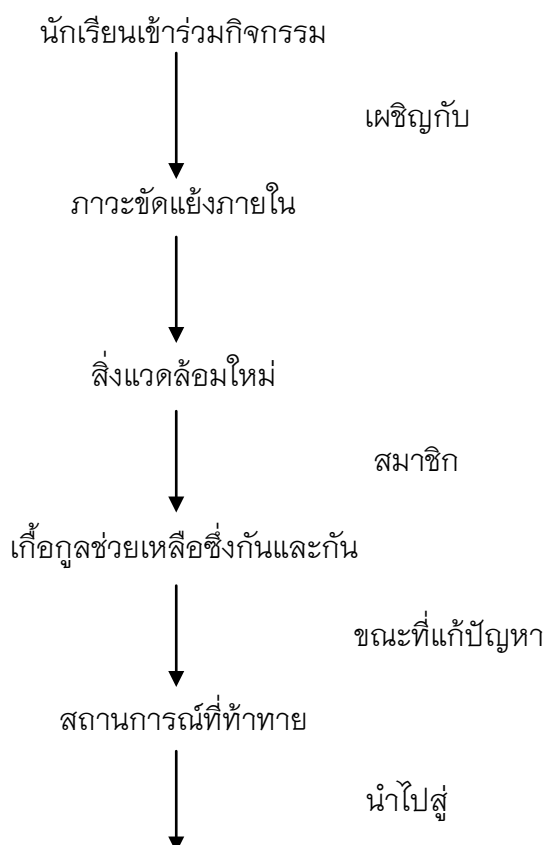 นักเรียนเข้าร่วมกิจกรรม
เผชิญกับ
ภาวะขัดแย้งภายใน
สิ่งแวดล้อมใหม่
สมาชิก
เกื้อกูลช่วยเหลือซึ่งกันและกัน
ขณะที่แก้ปัญหา
สถานการณ์ที่ท้าทาย
นำไปสู่